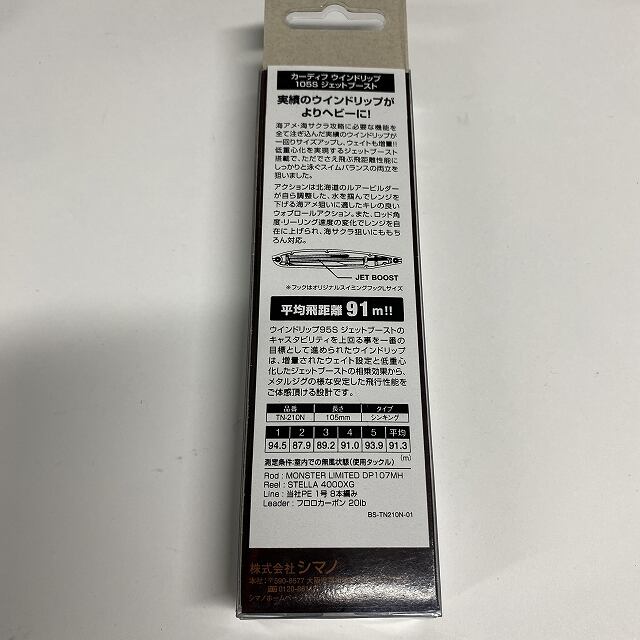 カーディフ ウインドリップ
105S ジェットブースト
実績のウインドリップが
よりヘビーに!
海アメ・海サクラ攻略に必要な機能を
全て注ぎ込んだ実績のウインドリップが
一回りサイズアップし、ウェイトも増量!!
低重心化を実現するジェットブースト
搭載で、ただでさえ飛ぶ飛距離性能に
しっかりと泳ぐスイムバランスの両立を
狙いました。
アクションは北海道のルアービルダー
が自ら調整した、水を掴んでレンジを
下げる海アメ狙いに適したキレの良い
ウォブロールアクション。また、ロッド角
度・リーリング速度の変化でレンジを自
在に上げられ、海サクラ狙いにももち
ろん対応。
JET BOOST
※フックはオリジナルスイミングフックLサイズ
平均飛距離 91m!!
ウインドリップ95S ジェットブーストの
キャスタビリティを上回る事を一番の
目標として進められたウインドリップ
は、増量されたウェイト設定と低重心
化したジェットブーストの相乗効果から、
メタルジグの様な安定した飛行性能を
ご体感頂ける設計です。
品番 長さ タイプ
TN-210N 105mm シンキング
1 2 3 4 5 平均
94.5 87.9 89.2 91.0 93.9 91.3
(m)
測定条件:室内での無風状態(使用タックル)
Rod : MONSTER LIMITED DP107MH
Reel : STELLA 4000XG
Line : 当社PE 1号 8本編み
Leader : フロロカーボン 20lb
BS-TN210N-01
株式会社シマノ
本社:〒590-8577 大阪
0120-861
シマノホームページ